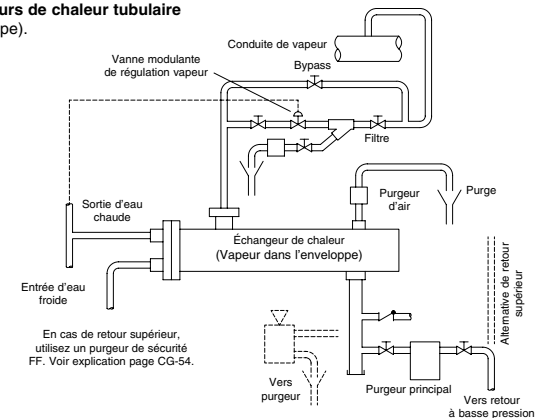 urs de chaleur tubulaire
pe).
Conduite de vapeur
Bypass
Vanne modulante
de régulation vapeur
Filtre
Purgeur
d'air
Purge
Sortie d'eau
chaude
Échangeur de chaleur
(Vapeur dans l'enveloppe)
Entrée d'eau
froide
Alternative de retour
supérieur
En cas de retour supérieur,
utilisez un purgeur de sécurité
FF. Voir explication page CG-54.
Vers
purgeur
Purgeur principal
Vers retour
à basse pression